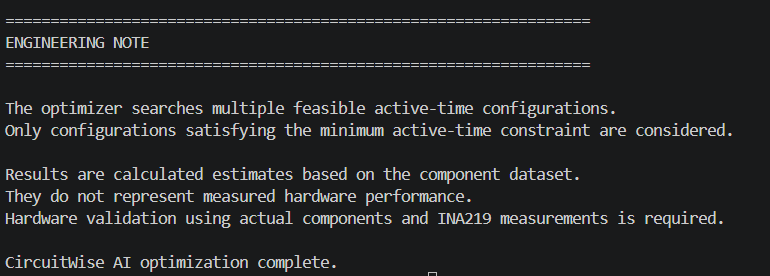 =================================================================
ENGINEERING NOTE
=================================================================
The optimizer searches multiple feasible active-time configurations.
Only configurations satisfying the minimum active-time constraint are considered.
Results are calculated estimates based on the component dataset.
They do not represent measured hardware performance.
Hardware validation using actual components and INA219 measurements is required.
CircuitWise AI optimization complete.